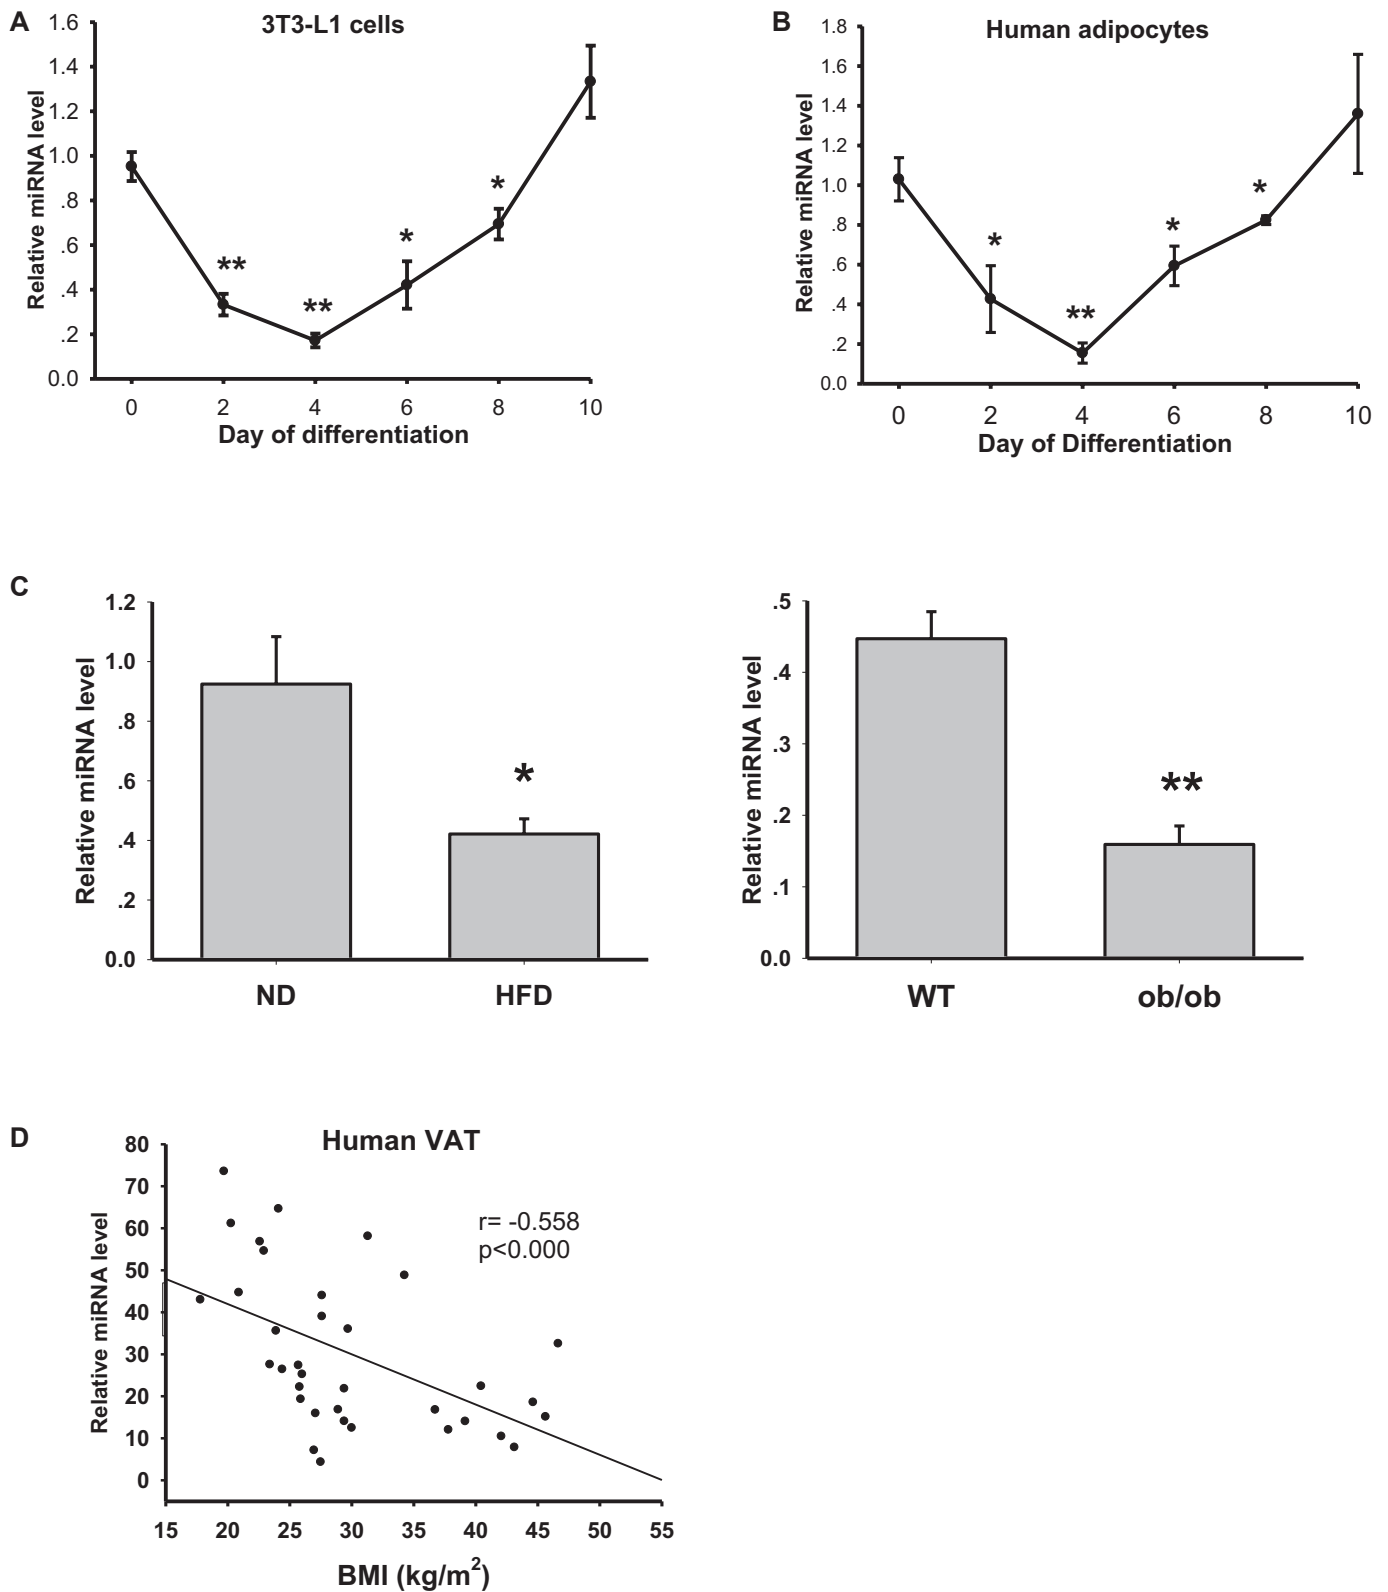 A
3T3-L1 cells
Relative miRNA level
1.6
1.4
1.2
1.0
.8
.6
.4
.2
0.0
**
**
*
*
0 2 4 6 8 10
Day of differentiation
B
Human adipocytes
Relative miRNA level
1.8
1.6
1.4
1.2
1.0
.8
.6
.4
.2
0.0
*
**
*
*
0 2 4 6 8 10
Day of Differentiation
C
Relative miRNA level
1.2
1.0
.8
.6
.4
.2
0.0
*
ND HFD
Relative miRNA level
.5
.4
.3
.2
.1
0.0
**
WT ob/ob
D
Human VAT
Relative miRNA level
80
70
60
50
40
30
20
10
0
r= -0.558
p<0.000
15 20 25 30 35 40 45 50 55
BMI (kg/m²)